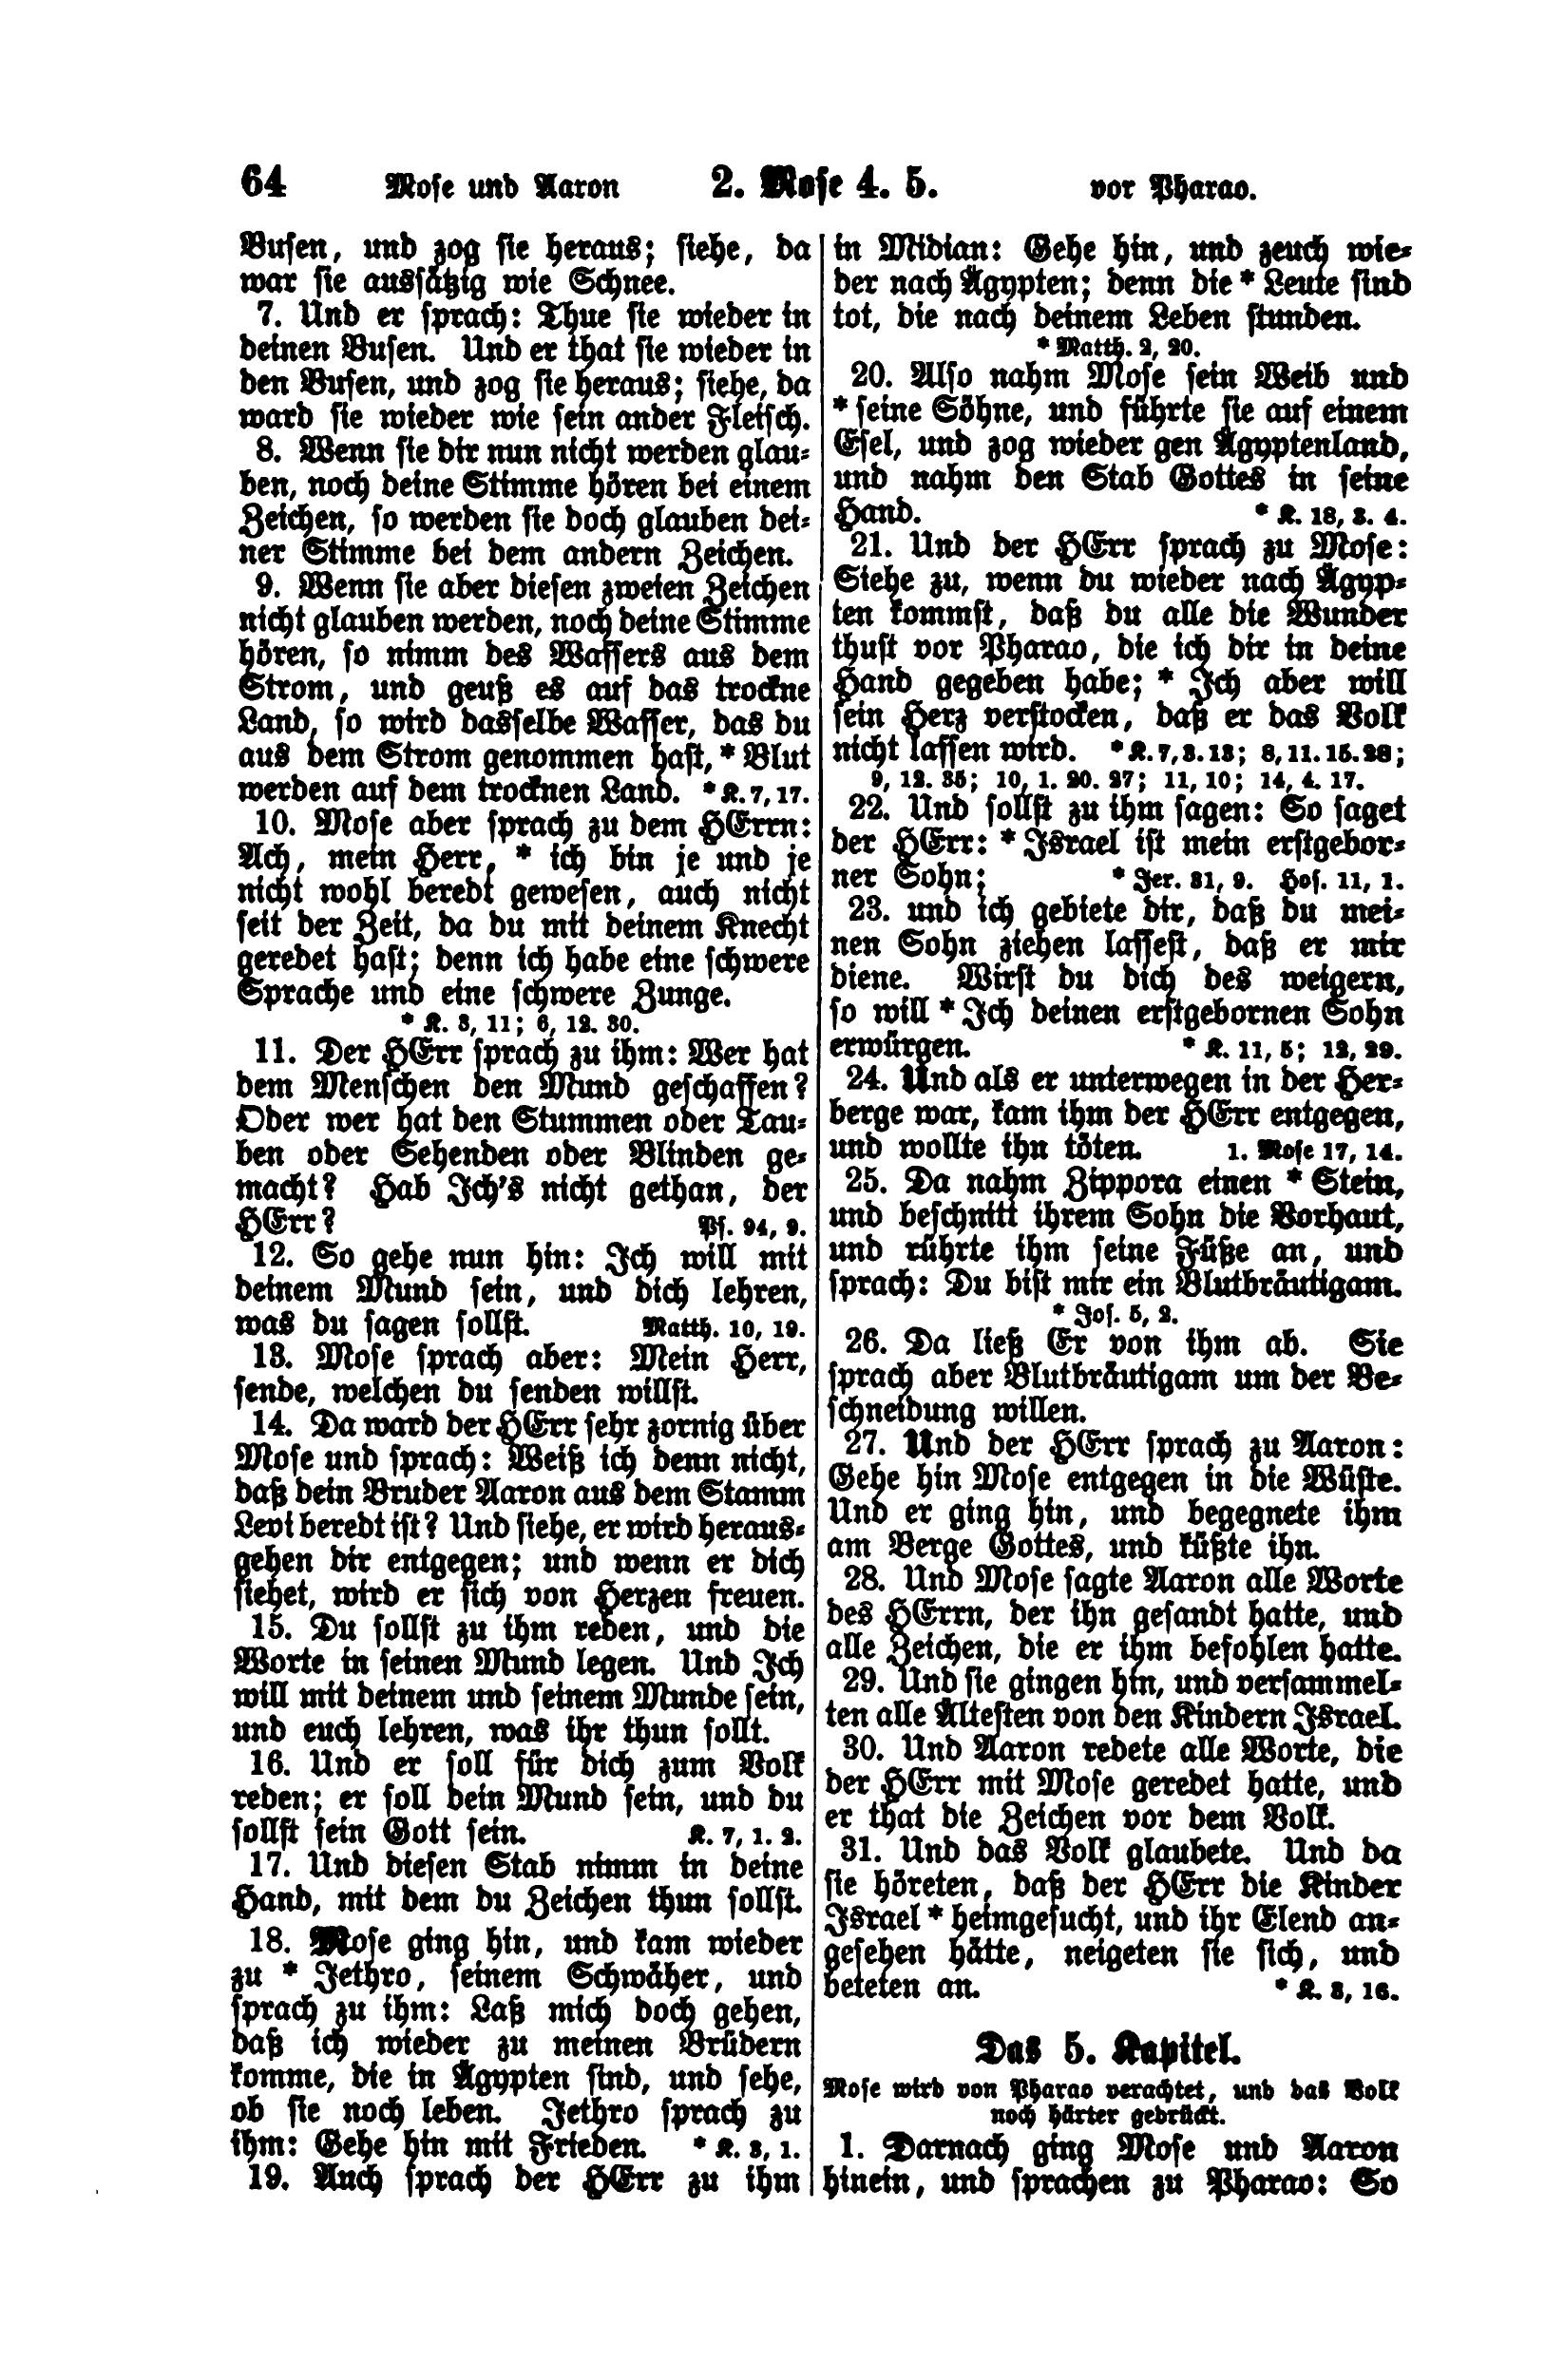 64 Mose und Aaron 2. Mose 4. 5. vor Pharao.
Busen, und zog sie heraus; siehe, da
war sie aussätzig wie Schnee.
7. Und er sprach: Thue sie wieder in
deinen Busen. Und er that sie wieder in
den Busen, und zog sie heraus; siehe, da
ward sie wieder wie sein ander Fleisch.
8. Wenn sie dir nun nicht werden glau-
ben, noch deine Stimme hören bei einem
Zeichen, so werden sie doch glauben dei-
ner Stimme bei dem andern Zeichen.
9. Wenn sie aber diesen zweien Zeichen
nicht glauben werden, noch deine Stimme
hören, so nimm des Wassers aus dem
Strom, und geuß es auf das trockne
Land, so wird dasselbe Wasser, das du
aus dem Strom genommen hast, * Blut
werden auf dem trocknen Land. * K. 7, 17.
10. Mose aber sprach zu dem HErrn:
Ach, mein Herr, * ich bin je und je
nicht wohl beredt gewesen, auch nicht
seit der Zeit, da du mit deinem Knecht
geredet hast; denn ich habe eine schwere
Sprache und eine schwere Zunge.
* K. 3, 11; 6, 12. 30.
11. Der HErr sprach zu ihm: Wer hat
dem Menschen den Mund geschaffen?
Oder wer hat den Stummen oder Tau-
ben oder Sehenden oder Blinden ge-
macht? Hab Ich's nicht gethan, der
HErr? Ps. 94, 9.
12. So gehe nun hin: Ich will mit
deinem Mund sein, und dich lehren,
was du sagen sollst. Matth. 10, 19.
13. Mose sprach aber: Mein Herr,
sende, welchen du senden willst.
14. Da ward der HErr sehr zornig über
Mose und sprach: Weiß ich denn nicht,
daß dein Bruder Aaron aus dem Stamm
Levi beredt ist? Und siehe, er wird heraus-
gehen dir entgegen; und wenn er dich
siehet, wird er sich von Herzen freuen.
15. Du sollst zu ihm reden, und die
Worte in seinen Mund legen. Und Ich
will mit deinem und seinem Munde sein,
und euch lehren, was ihr thun sollt.
16. Und er soll für dich zum Volk
reden; er soll dein Mund sein, und du
sollst sein Gott sein. K. 7, 1. 2.
17. Und diesen Stab nimm in deine
Hand, mit dem du Zeichen thun sollst.
18. Mose ging hin, und kam wieder
zu * Jethro, seinem Schwäher, und
sprach zu ihm: Laß mich doch gehen,
daß ich wieder zu meinen Brüdern
komme, die in Ägypten sind, und sehe,
ob sie noch leben. Jethro sprach zu
ihm: Gehe hin mit Frieden. * K. 3, 1.
19. Auch sprach der HErr zu ihm
in Midian: Gehe hin, und zeuch wie-
der nach Ägypten; denn die * Leute sind
tot, die nach deinem Leben stunden.
* Matth. 2, 20.
20. Also nahm Mose sein Weib und
* seine Söhne, und führte sie auf einem
Esel, und zog wieder gen Ägyptenland,
und nahm den Stab Gottes in seine
Hand. * K. 18, 3. 4.
21. Und der HErr sprach zu Mose:
Siehe zu, wenn du wieder nach Ägyp-
ten kommst, daß du alle die Wunder
thust vor Pharao, die ich dir in deine
Hand gegeben habe; * Ich aber will
sein Herz verstocken, daß er das Volk
nicht lassen wird. * K. 7, 3. 13; 8, 11. 15. 28;
9, 12. 35; 10, 1. 20. 27; 11, 10; 14, 4. 17.
22. Und sollst zu ihm sagen: So saget
der HErr: * Israel ist mein erstgebor-
ner Sohn; * Jer. 31, 9. Hos. 11, 1.
23. und ich gebiete dir, daß du mei-
nen Sohn ziehen lassest, daß er mir
diene. Wirst du dich des weigern,
so will * Ich deinen erstgebornen Sohn
erwürgen. * K. 11, 5; 12, 29.
24. Und als er unterwegen in der Her-
berge war, kam ihm der HErr entgegen,
und wollte ihn töten. 1. Mose 17, 14.
25. Da nahm Zippora einen * Stein,
und beschnitt ihrem Sohn die Vorhaut,
und rührte ihm seine Füße an, und
sprach: Du bist mir ein Blutbräutigam.
* Jos. 5, 2.
26. Da ließ Er von ihm ab. Sie
sprach aber Blutbräutigam um der Be-
schneidung willen.
27. Und der HErr sprach zu Aaron:
Gehe hin Mose entgegen in die Wüste.
Und er ging hin, und begegnete ihm
am Berge Gottes, und küßte ihn.
28. Und Mose sagte Aaron alle Worte
des HErrn, der ihn gesandt hatte, und
alle Zeichen, die er ihm befohlen hatte.
29. Und sie gingen hin, und versammel-
ten alle Ältesten von den Kindern Israel.
30. Und Aaron redete alle Worte, die
der HErr mit Mose geredet hatte, und
er that die Zeichen vor dem Volk.
31. Und das Volk glaubete. Und da
sie höreten, daß der HErr die Kinder
Israel * heimgesucht, und ihr Elend an-
gesehen hätte, neigeten sie sich, und
beteten an. * K. 3, 16.
Das 5. Kapitel.
Mose wird von Pharao verachtet, und das Volk
noch härter gedrückt.
1. Darnach ging Mose und Aaron
hinein, und sprachen zu Pharao: So